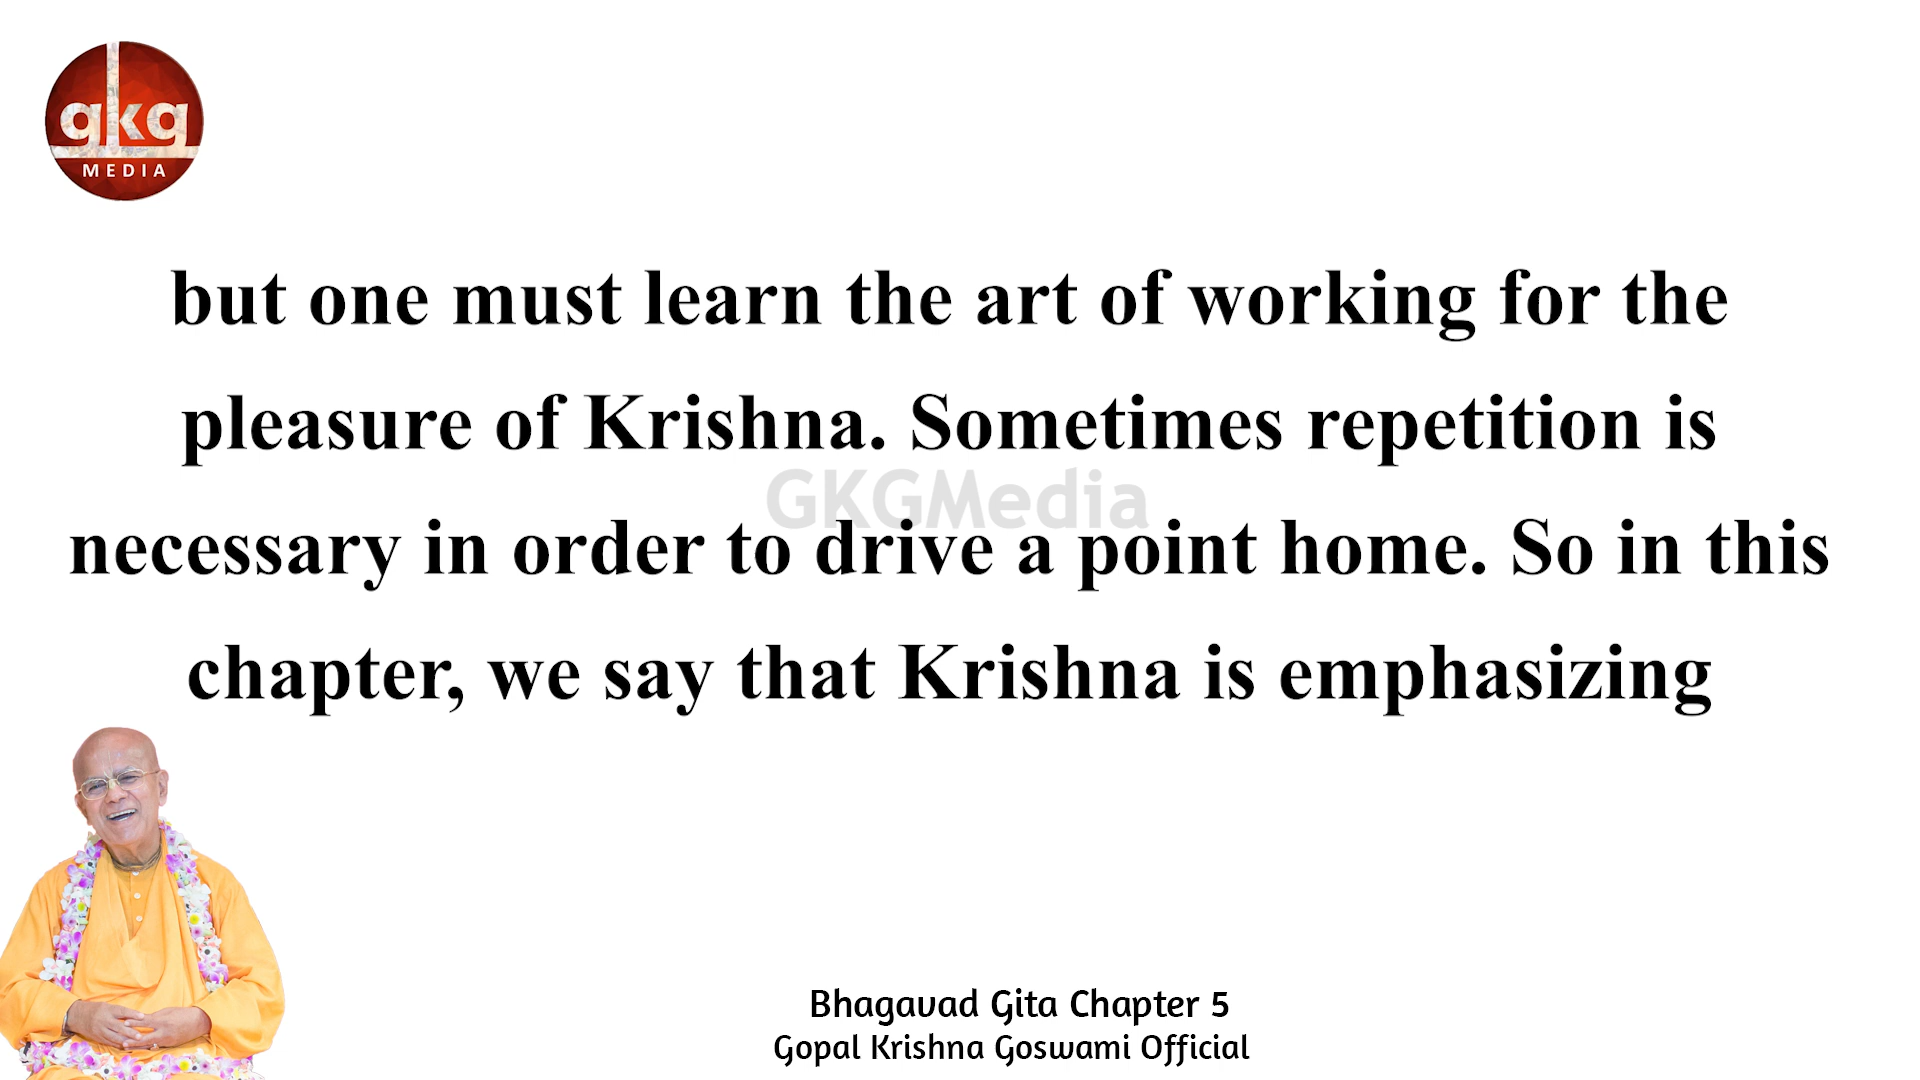 gkg
MEDIA
but one must learn the art of working for the
pleasure of Krishna. Sometimes repetition is
GKGMedia
necessary in order to drive a point home. So in this
chapter, we say that Krishna is emphasizing
Bhagavad Gita Chapter 5
Gopal Krishna Goswami Official